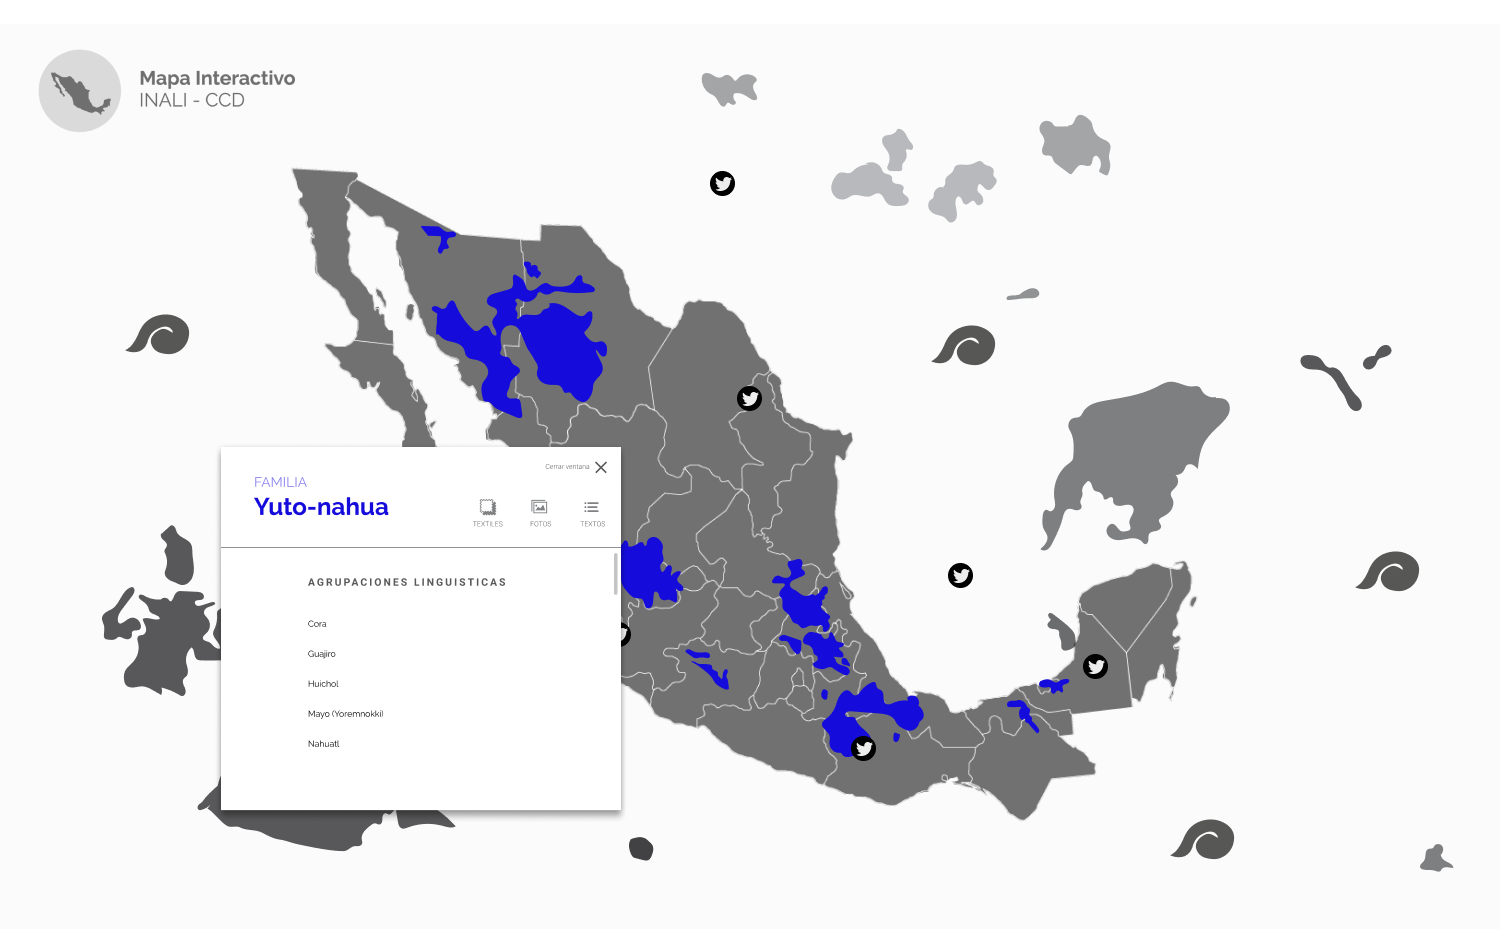 Mapa Interactivo
INALI - CCD
Cerrar ventana
FAMILIA
Yuto-nahua
TEXTILES
FOTOS
TEXTOS
AGRUPACIONES LINGUISTICAS
Cora
Guajiro
Huichol
Mayo (Yoremnokki)
Nahuatl